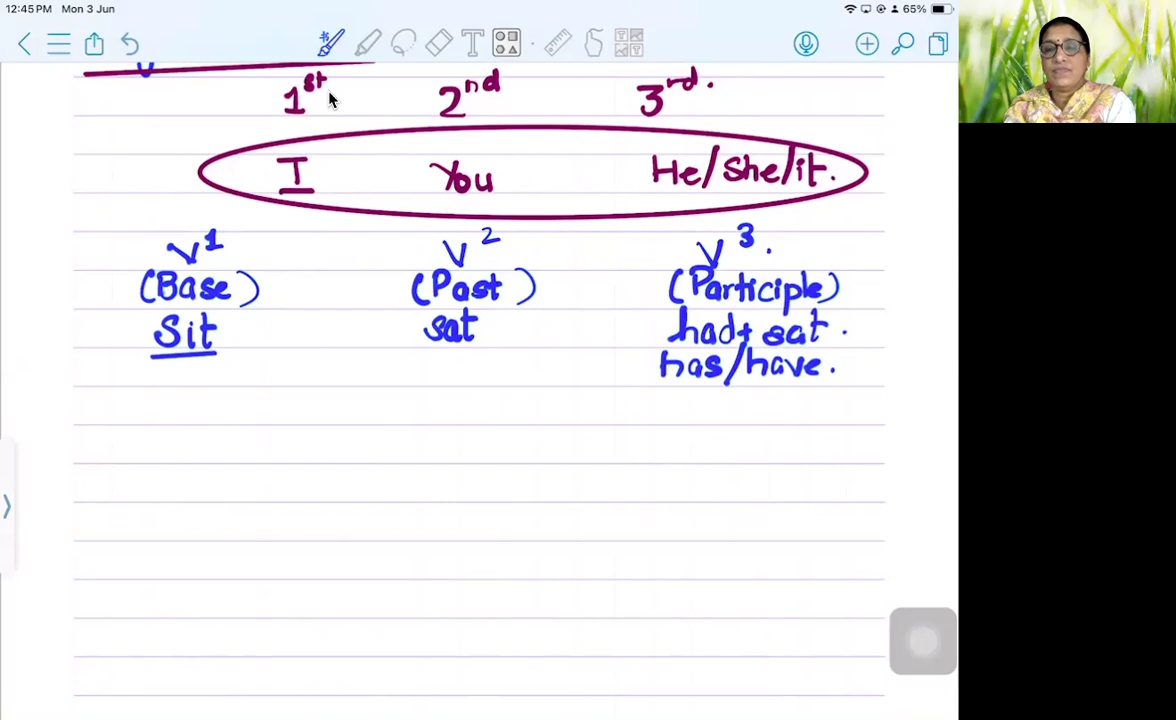 12:45 PM Mon 3 Jun 65%
1st 2nd 3rd.
I You He/She/it.
V1 V2 V3.
(Base) (Past) (Participle)
Sit sat had+ sat.
has/have.